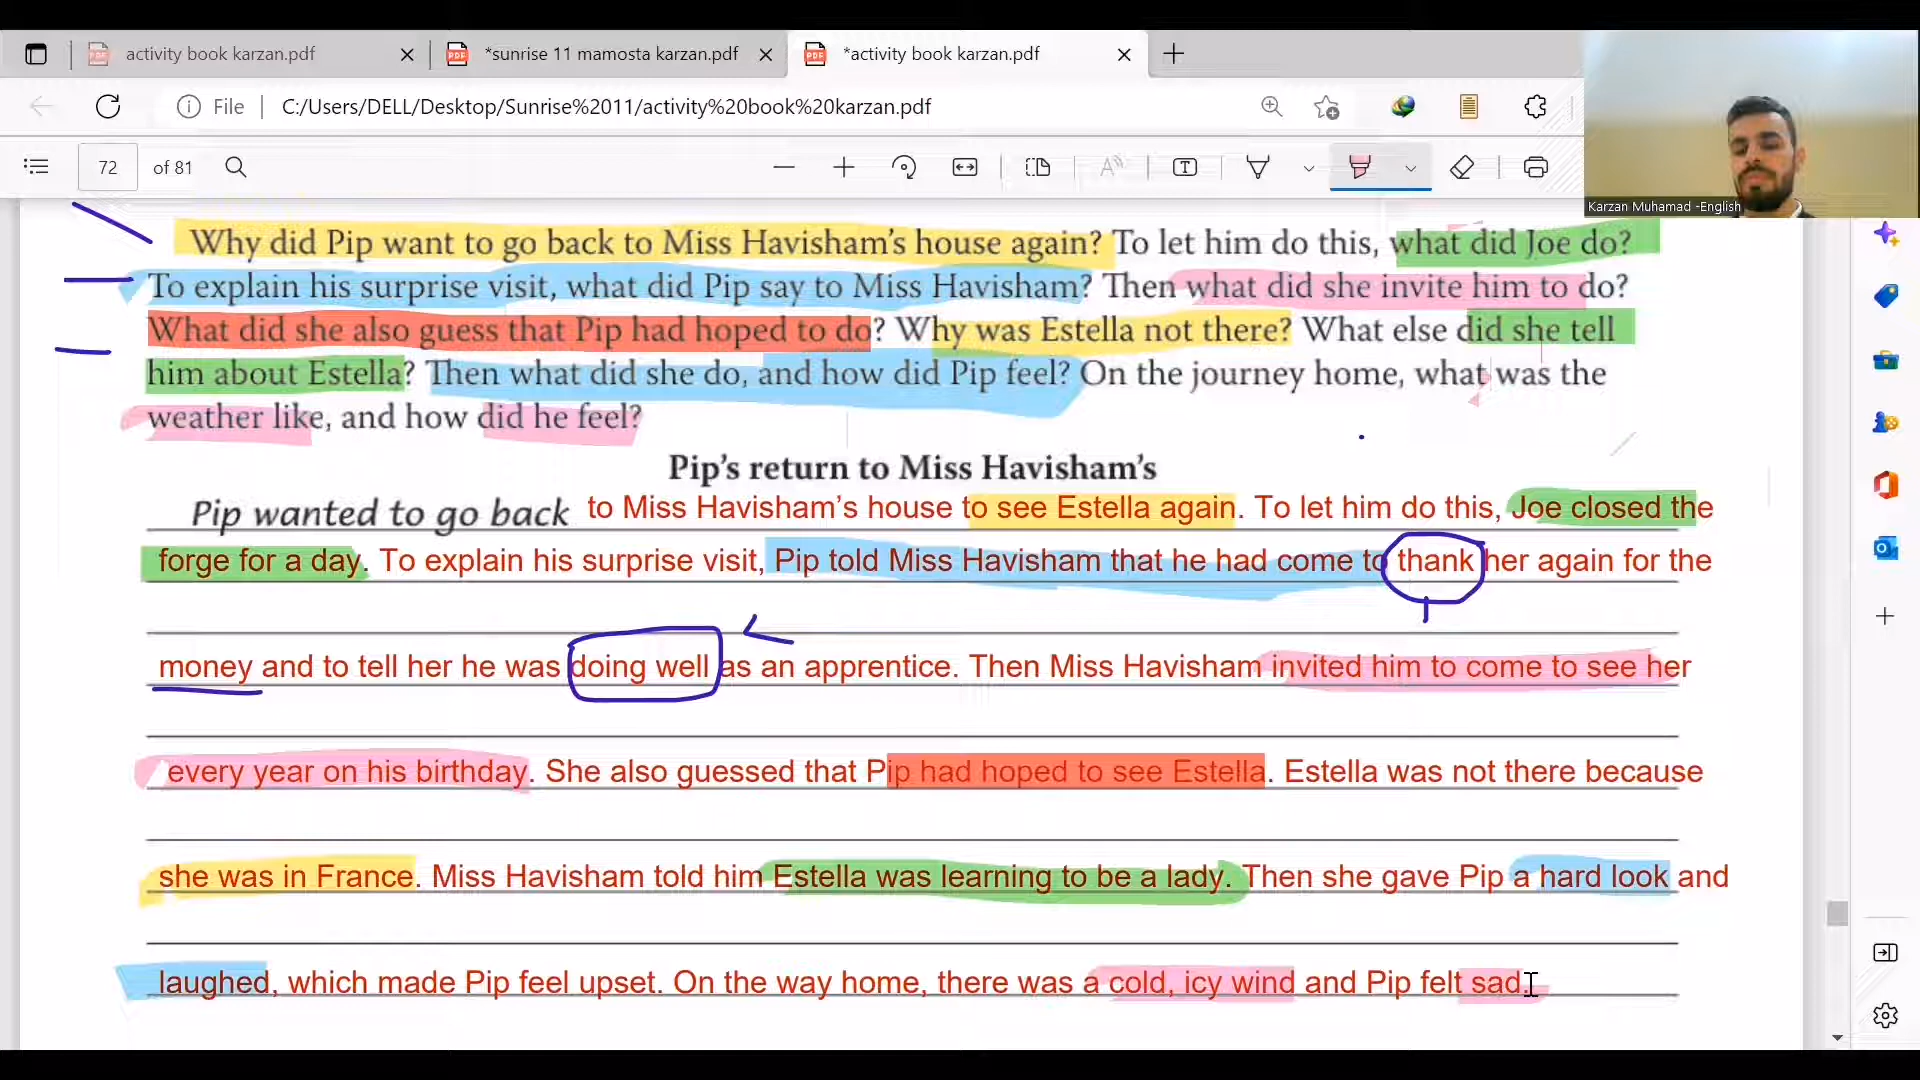 activity book karzan.pdf
*sunrise 11 mamosta karzan.pdf
*activity book karzan.pdf
File
C:/Users/DELL/Desktop/Sunrise%2011/activity%20book%20karzan.pdf
72 of 81
Karzan Muhamad -English
Why did Pip want to go back to Miss Havisham's house again? To let him do this, what did Joe do?
To explain his surprise visit, what did Pip say to Miss Havisham? Then what did she invite him to do?
What did she also guess that Pip had hoped to do? Why was Estella not there? What else did she tell
him about Estella? Then what did she do, and how did Pip feel? On the journey home, what was the
weather like, and how did he feel?
Pip's return to Miss Havisham's
Pip wanted to go back to Miss Havisham's house to see Estella again. To let him do this, Joe closed the
forge for a day. To explain his surprise visit, Pip told Miss Havisham that he had come to thank her again for the
money and to tell her he was doing well as an apprentice. Then Miss Havisham invited him to come to see her
every year on his birthday. She also guessed that Pip had hoped to see Estella. Estella was not there because
she was in France. Miss Havisham told him Estella was learning to be a lady. Then she gave Pip a hard look and
laughed, which made Pip feel upset. On the way home, there was a cold, icy wind and Pip felt sad.